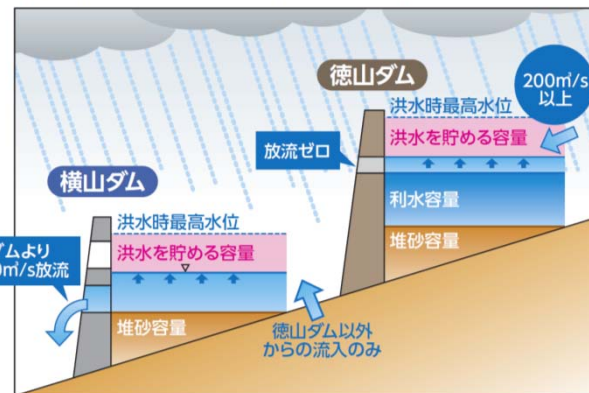 徳山ダム
200㎥/s
以上
洪水時最高水位
洪水を貯める容量
放流ゼロ
利水容量
堆砂容量
横山ダム
洪水時最高水位
洪水を貯める容量
ダムより
㎥/s放流
堆砂容量
徳山ダム以外
からの流入のみ